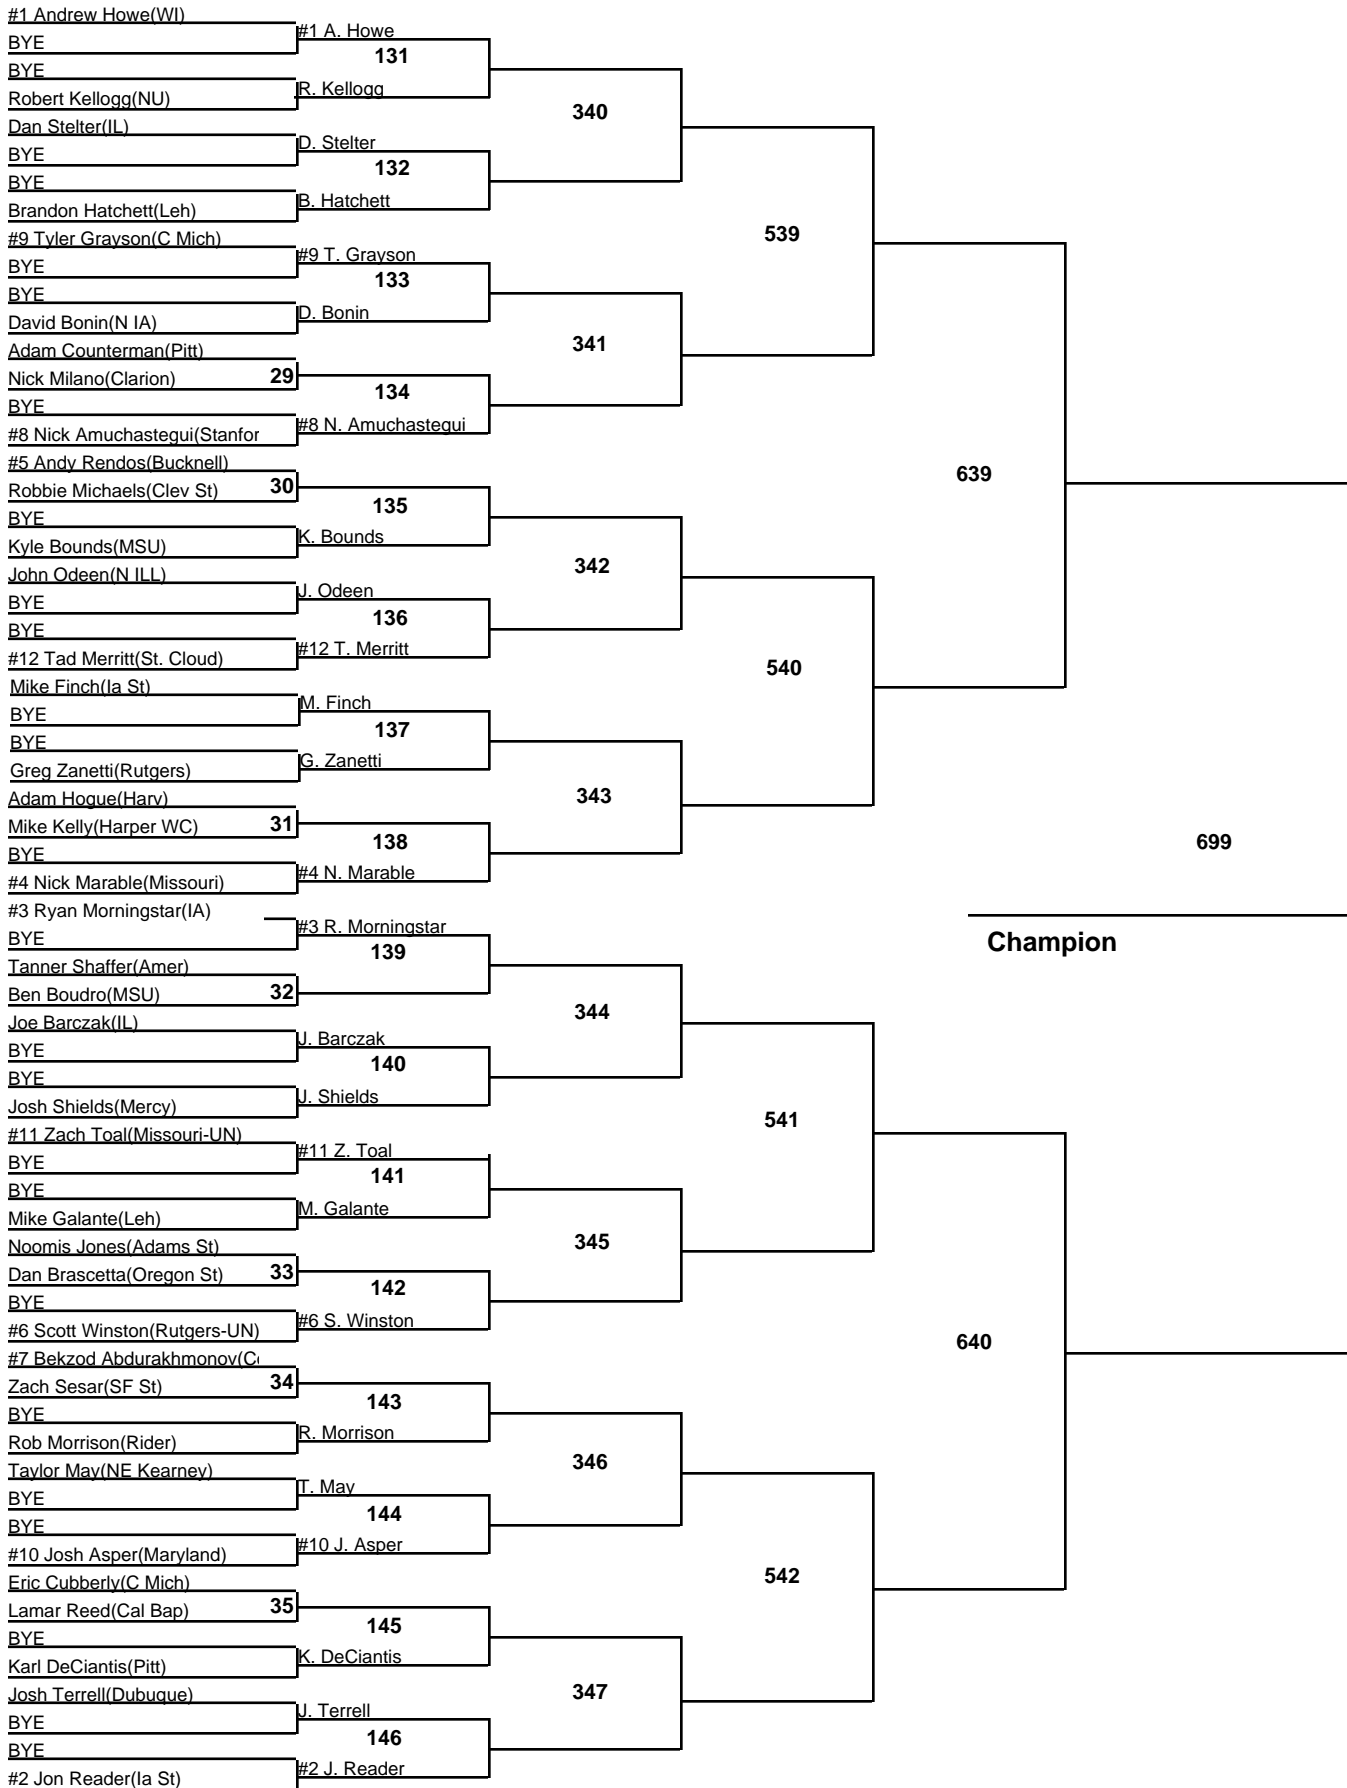 #1 Andrew Howe(WI)
BYE
BYE
Robert Kellogg(NU)
Dan Stelter(IL)
BYE
BYE
Brandon Hatchett(Leh)
#9 Tyler Grayson(C Mich)
BYE
BYE
David Bonin(N IA)
Adam Counterman(Pitt)
Nick Milano(Clarion) 29
BYE
#8 Nick Amuchastegui(Stanfor
#5 Andy Rendos(Bucknell)
Robbie Michaels(Clev St) 30
BYE
Kyle Bounds(MSU)
John Odeen(N ILL)
BYE
BYE
#12 Tad Merritt(St. Cloud)
Mike Finch(Ia St)
BYE
BYE
Greg Zanetti(Rutgers)
Adam Hogue(Harv)
Mike Kelly(Harper WC) 31
BYE
#4 Nick Marable(Missouri)
#3 Ryan Morningstar(IA)
BYE
Tanner Shaffer(Amer)
Ben Boudro(MSU) 32
Joe Barczak(IL)
BYE
BYE
Josh Shields(Mercy)
#11 Zach Toal(Missouri-UN)
BYE
BYE
Mike Galante(Leh)
Noomis Jones(Adams St)
Dan Brascetta(Oregon St) 33
BYE
#6 Scott Winston(Rutgers-UN)
#7 Bekzod Abdurakhmonov(C
Zach Sesar(SF St) 34
BYE
Rob Morrison(Rider)
Taylor May(NE Kearney)
BYE
BYE
#10 Josh Asper(Maryland)
Eric Cubberly(C Mich)
Lamar Reed(Cal Bap) 35
BYE
Karl DeCiantis(Pitt)
Josh Terrell(Dubuque)
BYE
BYE
#2 Jon Reader(Ia St)
#1 A. Howe
131
R. Kellogg
D. Stelter
132
B. Hatchett
#9 T. Grayson
133
D. Bonin
134
#8 N. Amuchastegui
135
K. Bounds
J. Odeen
136
#12 T. Merritt
M. Finch
137
G. Zanetti
138
#4 N. Marable
#3 R. Morningstar
139
J. Barczak
140
J. Shields
#11 Z. Toal
141
M. Galante
142
#6 S. Winston
143
R. Morrison
T. May
144
#10 J. Asper
145
K. DeCiantis
J. Terrell
146
#2 J. Reader
340
341
342
343
344
345
346
347
539
540
541
542
639
640
699
Champion